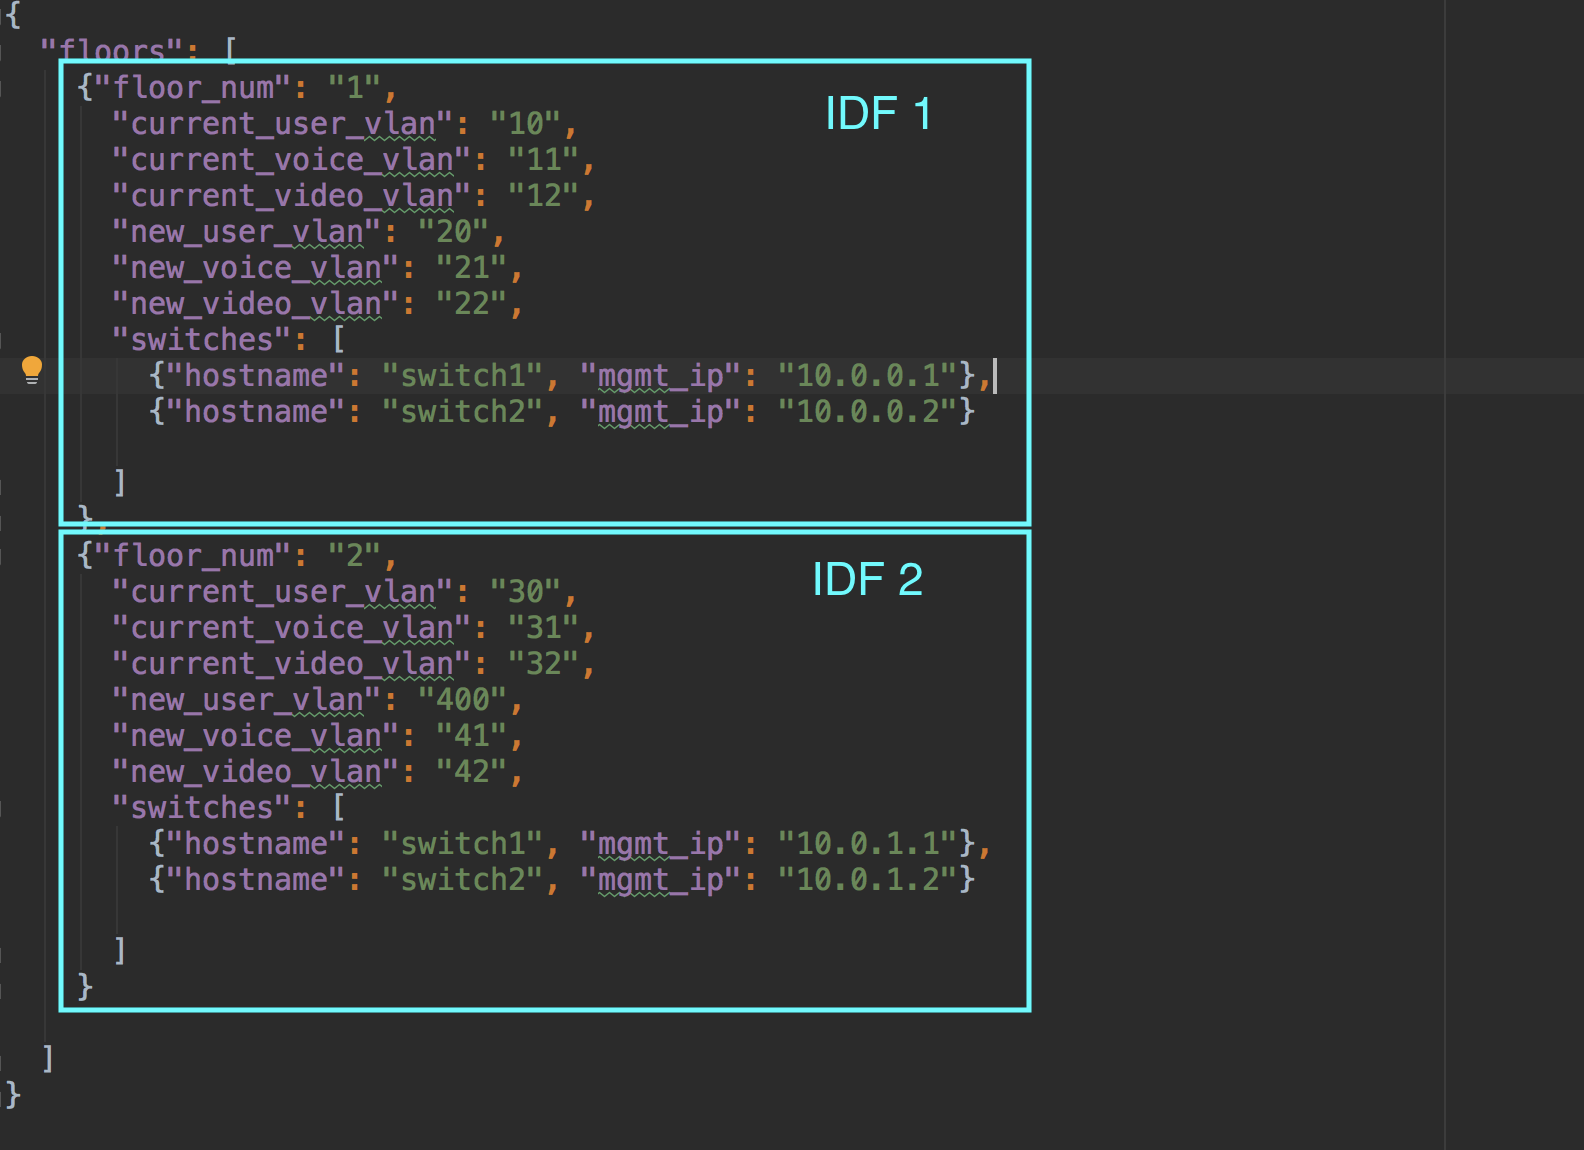 {
"floors": [
{"floor_num": "1",
IDF 1
"current_user_vlan": "10",
"current_voice_vlan": "11",
"current_video_vlan": "12",
"new_user_vlan": "20",
"new_voice_vlan": "21",
"new_video_vlan": "22",
"switches": [
{"hostname": "switch1", "mgmt_ip": "10.0.0.1"},
{"hostname": "switch2", "mgmt_ip": "10.0.0.2"}
]
},
{"floor_num": "2",
IDF 2
"current_user_vlan": "30",
"current_voice_vlan": "31",
"current_video_vlan": "32",
"new_user_vlan": "400",
"new_voice_vlan": "41",
"new_video_vlan": "42",
"switches": [
{"hostname": "switch1", "mgmt_ip": "10.0.1.1"},
{"hostname": "switch2", "mgmt_ip": "10.0.1.2"}
]
}
]
}